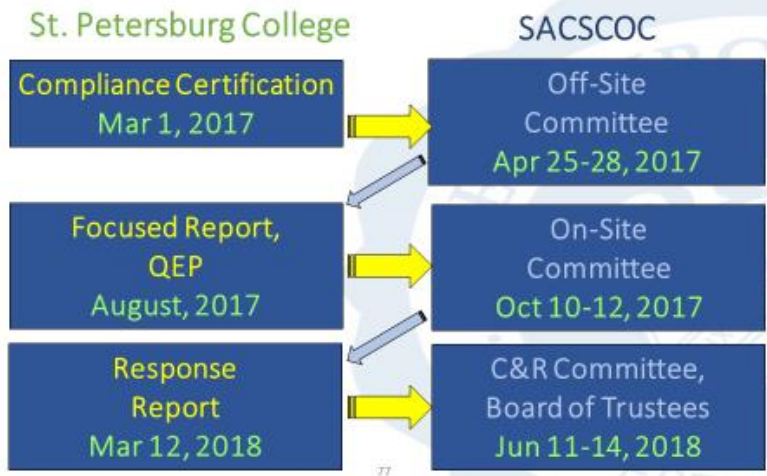 St. Petersburg College
SACSCOC
Compliance Certification
Mar 1, 2017
Off-Site
Committee
Apr 25-28, 2017
Focused Report,
QEP
August, 2017
On-Site
Committee
Oct 10-12, 2017
Response
Report
Mar 12, 2018
C&R Committee,
Board of Trustees
Jun 11-14, 2018
77